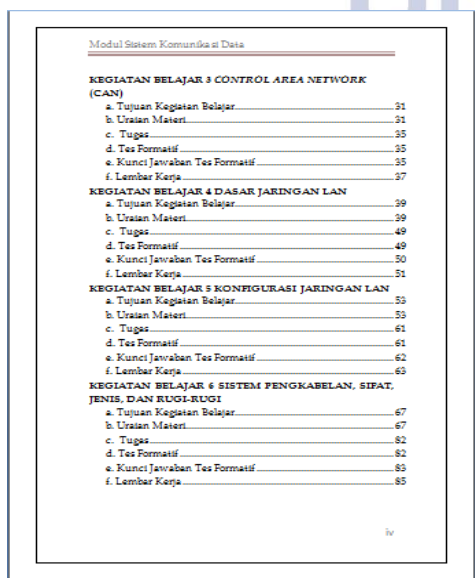 Modul Sistem Komunikasi Data
KEGIATAN BELAJAR 3 CONTROL AREA NETWORK
(CAN)
a. Tujuan Kegiatan Belajar 31
b. Uraian Materi 31
c. Tugas 35
d. Tes Formatif 35
e. Kunci Jawaban Tes Formatif 35
f. Lembar Kerja 37
KEGIATAN BELAJAR 4 DASAR JARINGAN LAN
a. Tujuan Kegiatan Belajar 39
b. Uraian Materi 39
c. Tugas 49
d. Tes Formatif 49
e. Kunci Jawaban Tes Formatif 50
f. Lembar Kerja 51
KEGIATAN BELAJAR 5 KONFIGURASI JARINGAN LAN
a. Tujuan Kegiatan Belajar 53
b. Uraian Materi 53
c. Tugas 61
d. Tes Formatif 61
e. Kunci Jawaban Tes Formatif 62
f. Lembar Kerja 63
KEGIATAN BELAJAR 6 SISTEM PENGKABELAN, SIFAT,
JENIS, DAN RUGI-RUGI
a. Tujuan Kegiatan Belajar 67
b. Uraian Materi 67
c. Tugas 82
d. Tes Formatif 82
e. Kunci Jawaban Tes Formatif 83
f. Lembar Kerja 85
iv